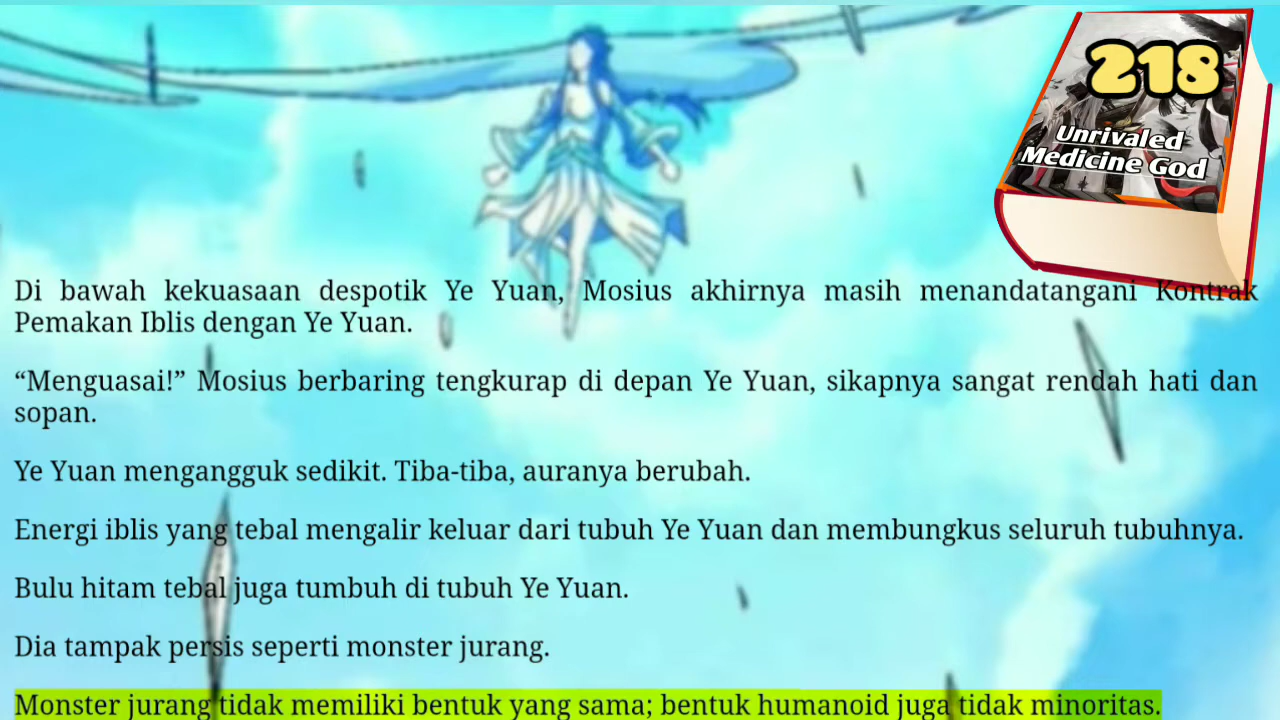 218
Unrivaled
Medicine God
Di bawah kekuasaan despotik Ye Yuan, Mosius akhirnya masih menandatangani Kontrak
Pemakan Iblis dengan Ye Yuan.
“Menguasai!” Mosius berbaring tengkurap di depan Ye Yuan, sikapnya sangat rendah hati dan
sopan.
Ye Yuan mengangguk sedikit. Tiba-tiba, auranya berubah.
Energi iblis yang tebal mengalir keluar dari tubuh Ye Yuan dan membungkus seluruh tubuhnya.
Bulu hitam tebal juga tumbuh di tubuh Ye Yuan.
Dia tampak persis seperti monster jurang.
Monster jurang tidak memiliki bentuk yang sama; bentuk humanoid juga tidak minoritas.